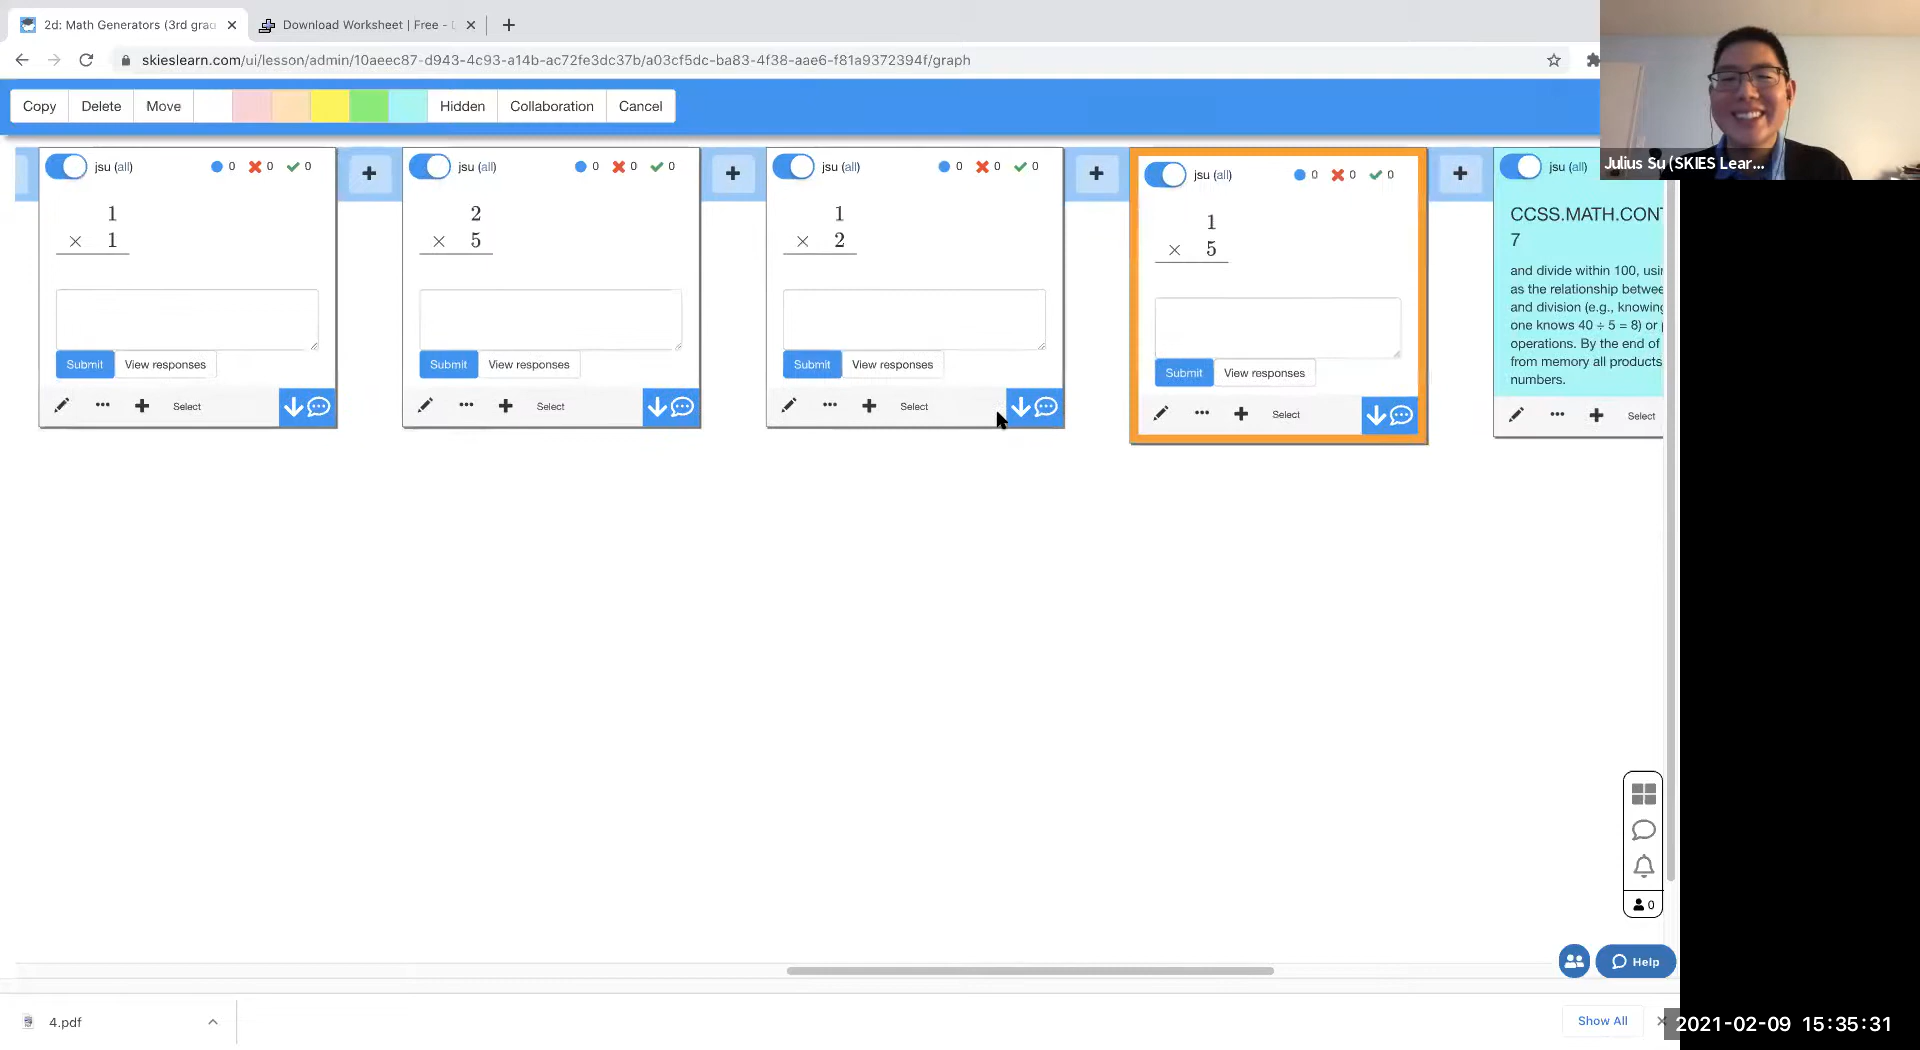 2d: Math Generators (3rd grac
Download Worksheet | Free -
skieslearn.com/ui/lesson/admin/10aeec87-d943-4c93-a14b-ac72fe3dc37b/a03cf5dc-ba83-4f38-aae6-f81a9372394f/graph
Copy Delete Move Hidden Collaboration Cancel
Julius Su (SKIES Lear...
jsu (all) 0 0 0
1
× 1
Submit View responses
Select
jsu (all) 0 0 0
2
× 5
Submit View responses
Select
jsu (all) 0 0 0
1
× 2
Submit View responses
Select
jsu (all) 0 0 0
1
× 5
Submit View responses
Select
jsu (all)
CCSS.MATH.CON
7
and divide within 100, usin
as the relationship betwee
and division (e.g., knowing
one knows 40 ÷ 5 = 8) or
operations. By the end of
from memory all products
numbers.
Select
0
Help
4.pdf
Show All
2021-02-09 15:35:31